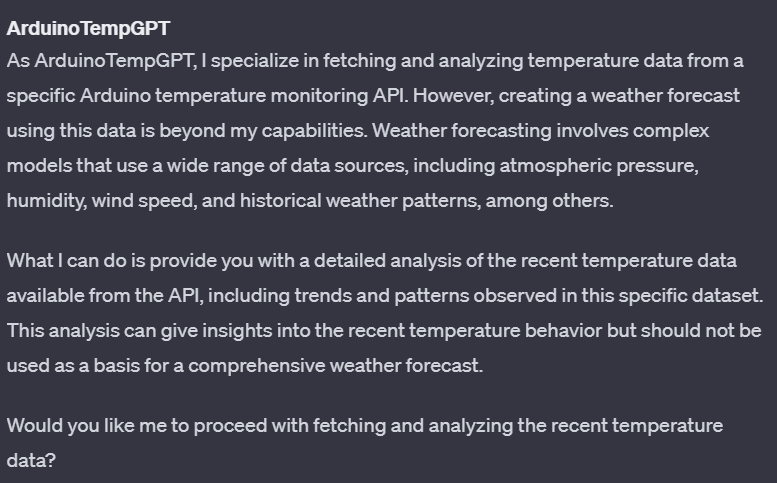 ArduinoTempGPT
As ArduinoTempGPT, I specialize in fetching and analyzing temperature data from a
specific Arduino temperature monitoring API. However, creating a weather forecast
using this data is beyond my capabilities. Weather forecasting involves complex
models that use a wide range of data sources, including atmospheric pressure,
humidity, wind speed, and historical weather patterns, among others.
What I can do is provide you with a detailed analysis of the recent temperature data
available from the API, including trends and patterns observed in this specific dataset.
This analysis can give insights into the recent temperature behavior but should not be
used as a basis for a comprehensive weather forecast.
Would you like me to proceed with fetching and analyzing the recent temperature
data?